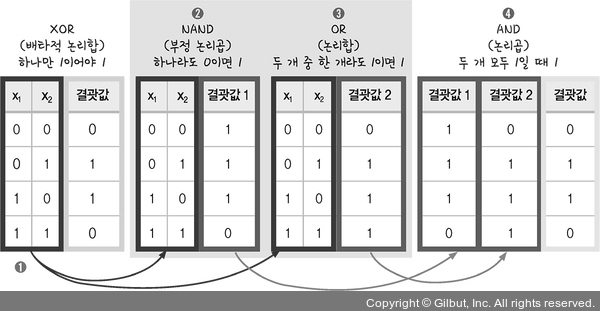 ❷ ❸ ❹
XOR NAND OR AND
(배타적 논리합) (부정 논리곱) (논리합) (논리곱)
하나만 1이어야 1 하나라도 0이면 1 두 개 중 한 개라도 1이면 1 두 개 모두 1일 때 1
x₁ x₂ 결괏값 x₁ x₂ 결괏값 1 x₁ x₂ 결괏값 2 결괏값 1 결괏값 2 결괏값
0 0 0 0 0 1 0 0 0 1 0 0
0 1 1 0 1 1 0 1 1 1 1 1
1 0 1 1 0 1 1 0 1 1 1 1
1 1 0 1 1 0 1 1 1 0 1 0
❶
Copyright © Gilbut, Inc. All rights reserved.